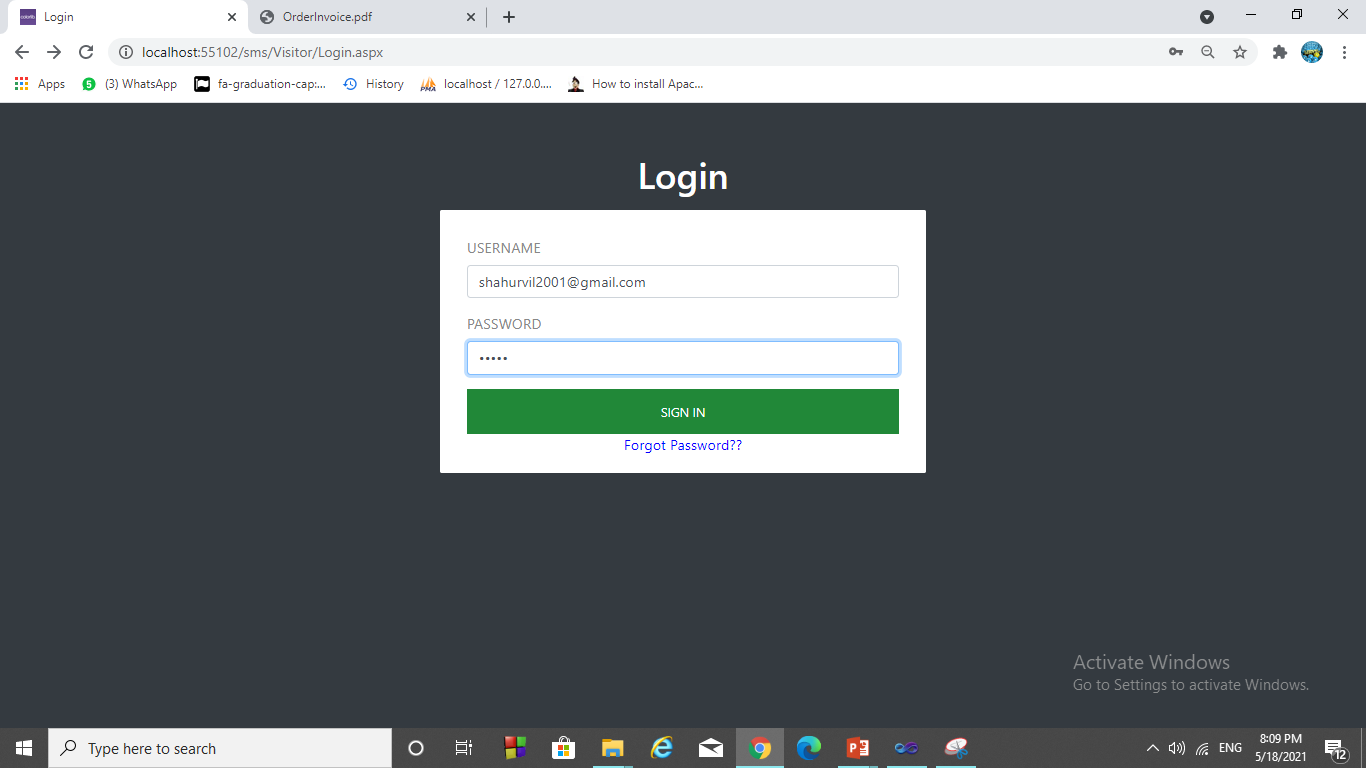 Login
OrderInvoice.pdf
localhost:55102/sms/Visitor/Login.aspx
Apps
5
(3) WhatsApp
fa-graduation-cap:...
History
PMA
localhost / 127.0.0....
How to install Apac...
Login
USERNAME
shahurvil2001@gmail.com
PASSWORD
•••••
SIGN IN
Forgot Password??
Activate Windows
Go to Settings to activate Windows.
Type here to search
ENG
8:09 PM
5/18/2021
12